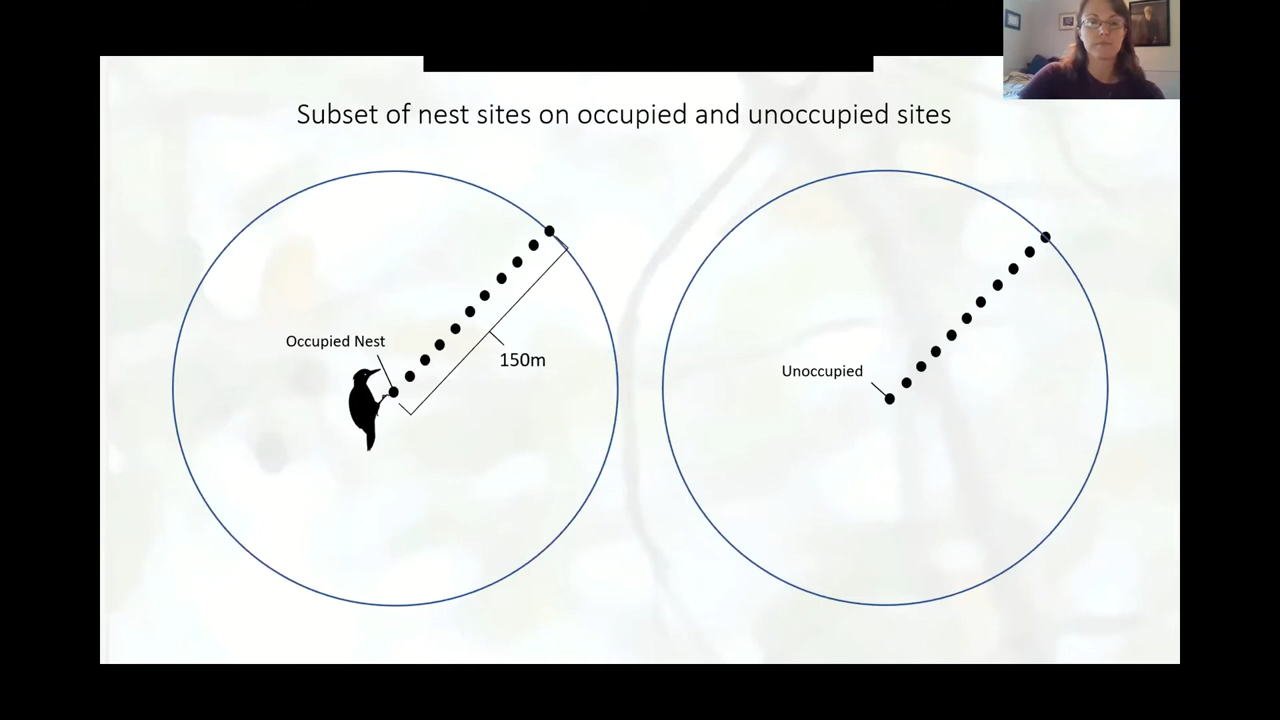 Subset of nest sites on occupied and unoccupied sites
Occupied Nest
150m
Unoccupied